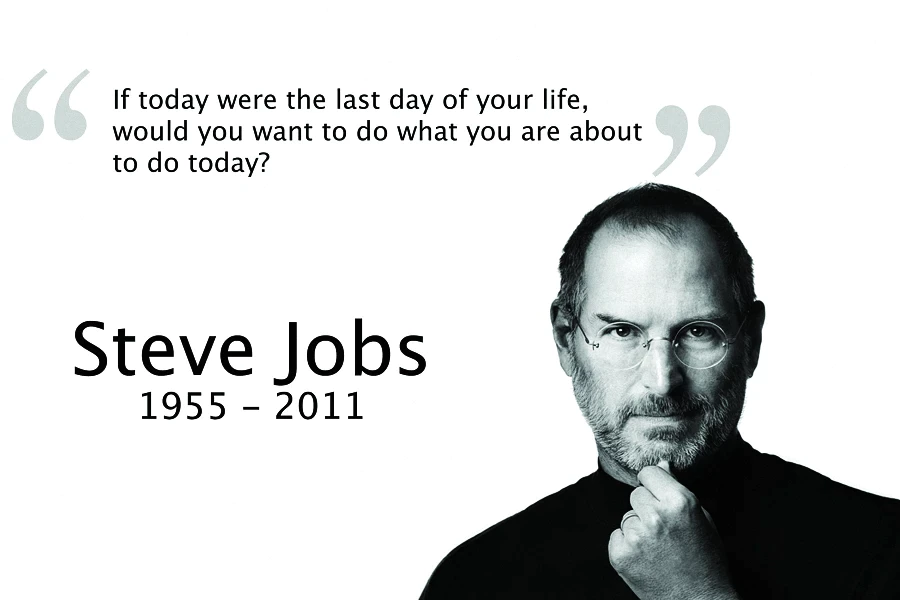 “ If today were the last day of your life,
would you want to do what you are about
to do today? ”
Steve Jobs
1955 – 2011